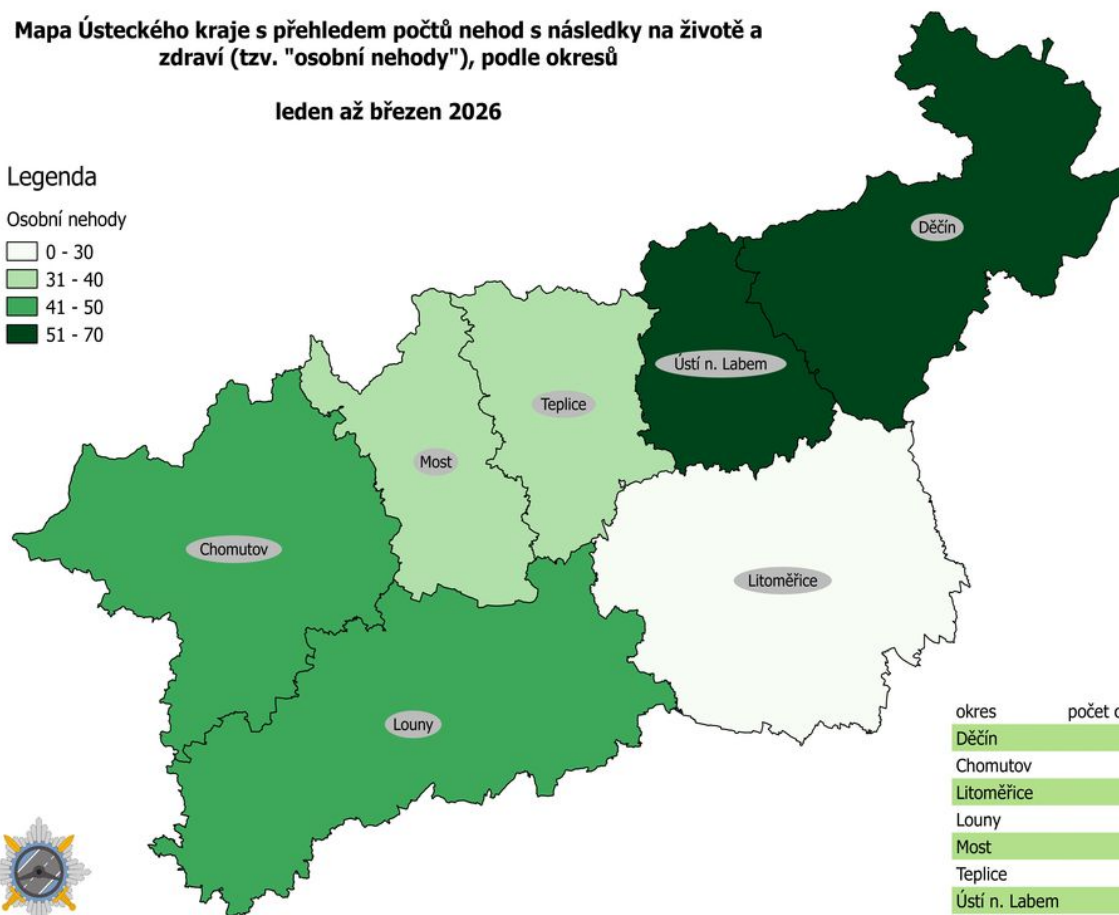 Mapa Ústeckého kraje s přehledem počtů nehod s následky na životě a
zdraví (tzv. "osobní nehody"), podle okresů
leden až březen 2026
Legenda
Osobní nehody
0 - 30
31 - 40
41 - 50
51 - 70
Děčín
Ústí n. Labem
Teplice
Most
Chomutov
Litoměřice
Louny
okres počet
Děčín
Chomutov
Litoměřice
Louny
Most
Teplice
Ústí n. Labem